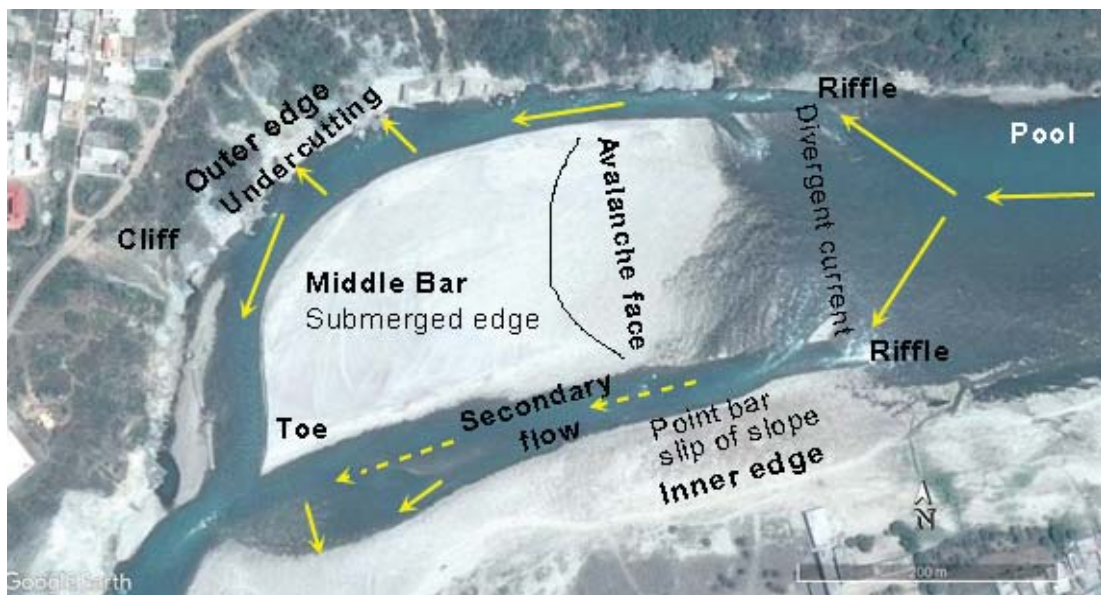 Riffle
Pool
Divergent current
Outer edge
Undercutting
Cliff
Avalanche face
Middle Bar
Submerged edge
Riffle
Toe
Secondary
flow
Point bar
slip of slope
Inner edge
N
200 m
Google Earth